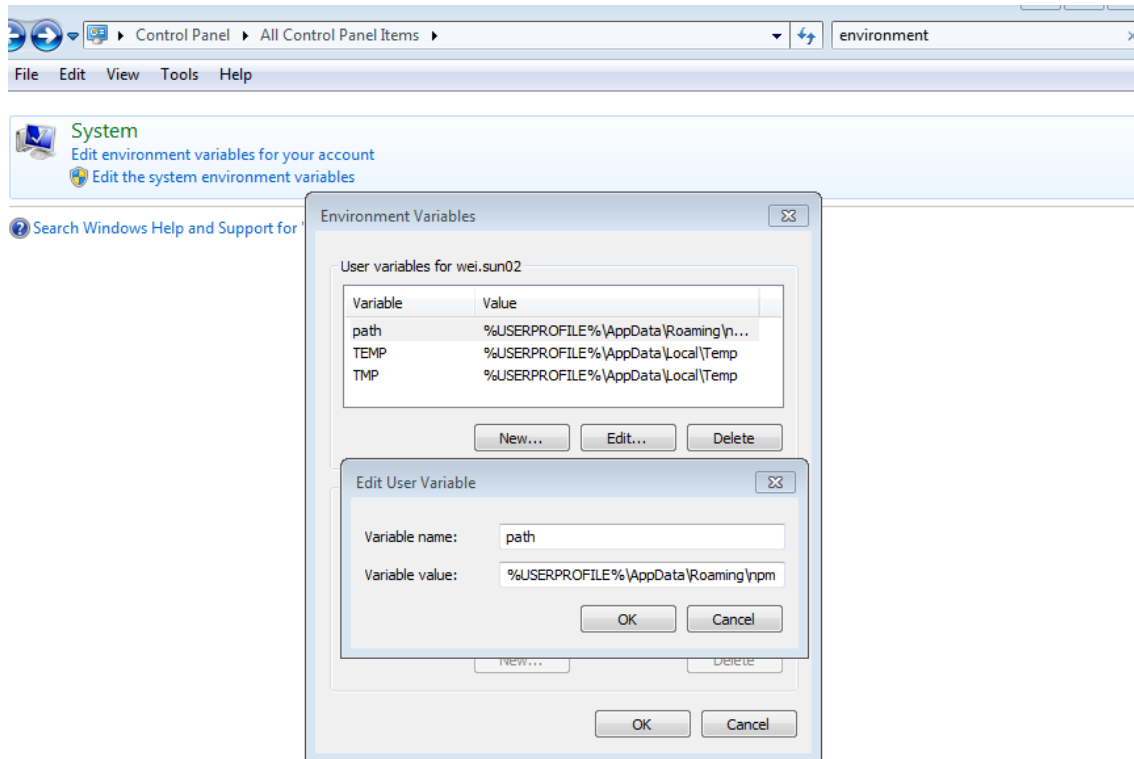 Control Panel All Control Panel Items environment
File Edit View Tools Help
System
Edit environment variables for your account
Edit the system environment variables
Search Windows Help and Support for "
Environment Variables
User variables for wei.sun02
Variable Value
path %USERPROFILE%\AppData\Roaming\n...
TEMP %USERPROFILE%\AppData\Local\Temp
TMP %USERPROFILE%\AppData\Local\Temp
New... Edit... Delete
Edit User Variable
Variable name: path
Variable value: %USERPROFILE%\AppData\Roaming\npm
OK Cancel
New... Delete
OK Cancel